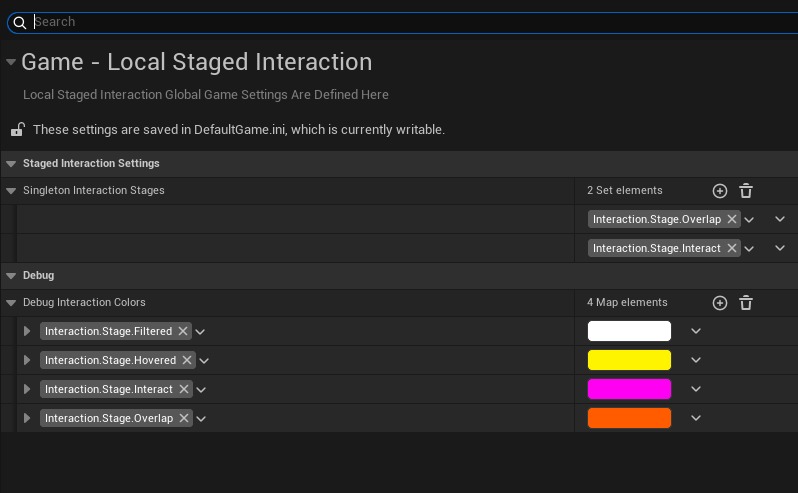 Search
Game - Local Staged Interaction
Local Staged Interaction Global Game Settings Are Defined Here
These settings are saved in DefaultGame.ini, which is currently writable.
Staged Interaction Settings
Singleton Interaction Stages 2 Set elements
Interaction.Stage.Overlap
Interaction.Stage.Interact
Debug
Debug Interaction Colors 4 Map elements
Interaction.Stage.Filtered
Interaction.Stage.Hovered
Interaction.Stage.Interact
Interaction.Stage.Overlap